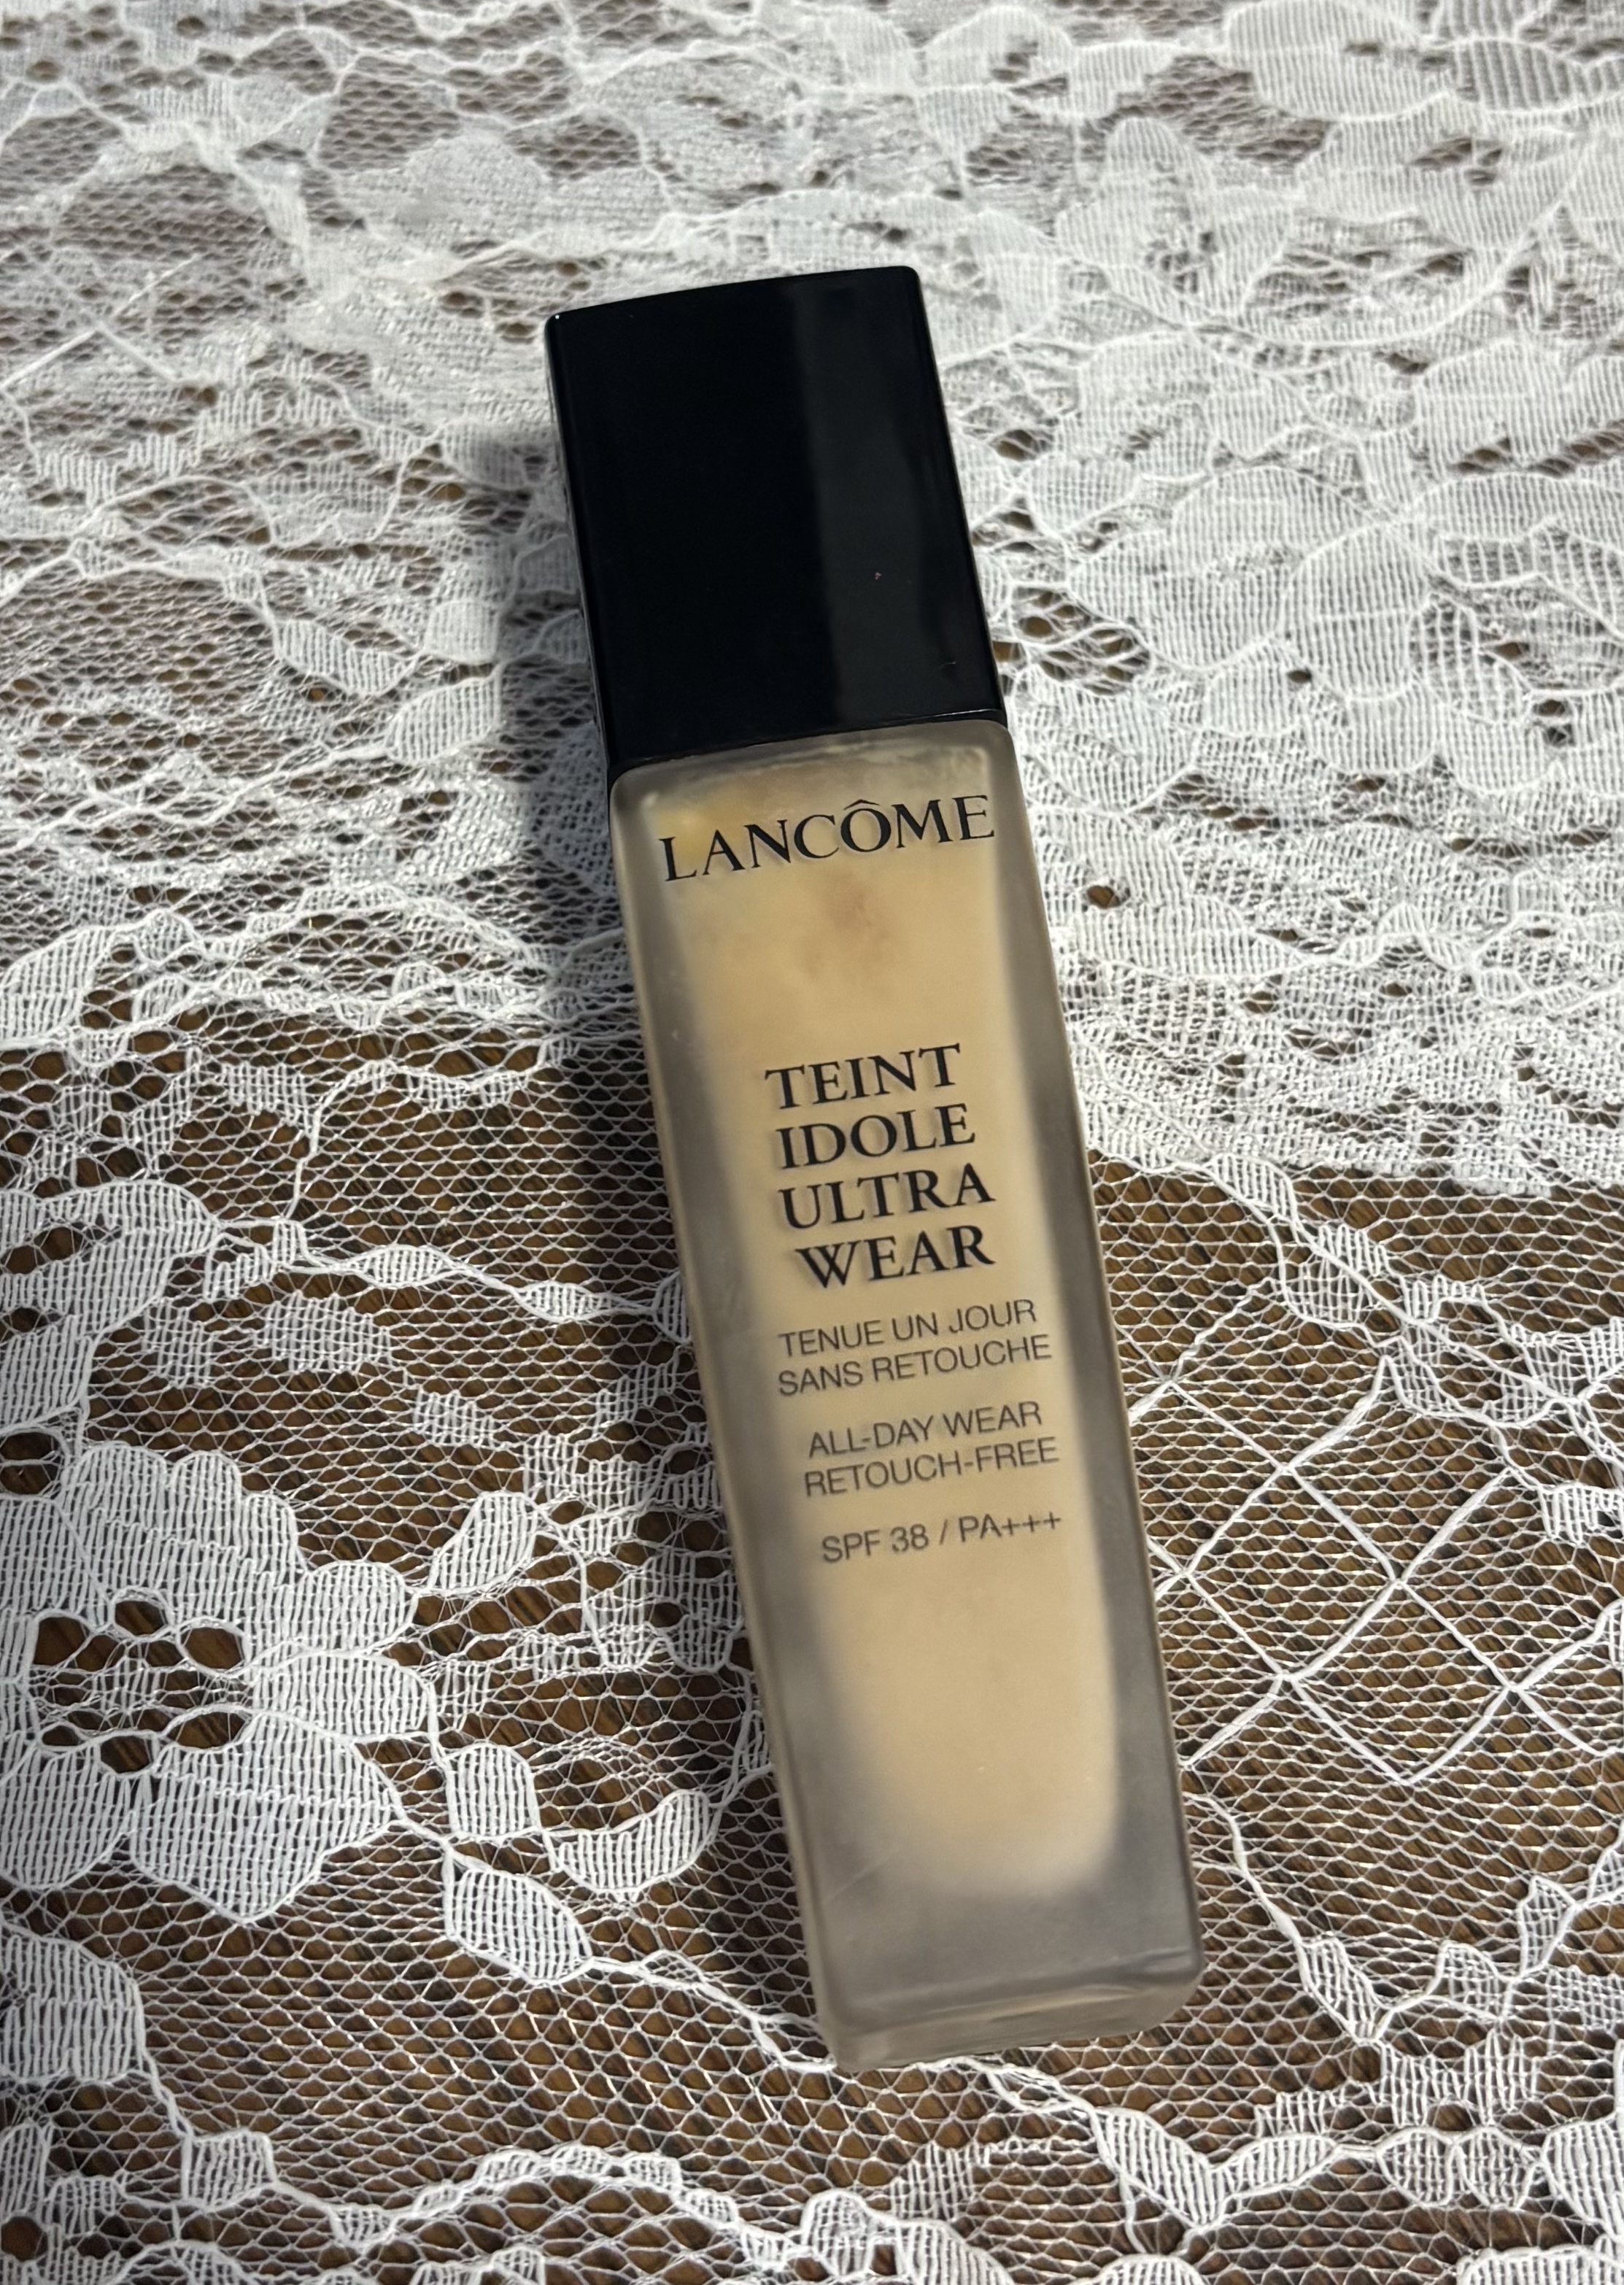 LANCÔME
TEINT
IDOLE
ULTRA
WEAR
TENUE UN JOUR
SANS RETOUCHE
ALL-DAY WEAR
RETOUCH-FREE
SPF 38 / PA+++